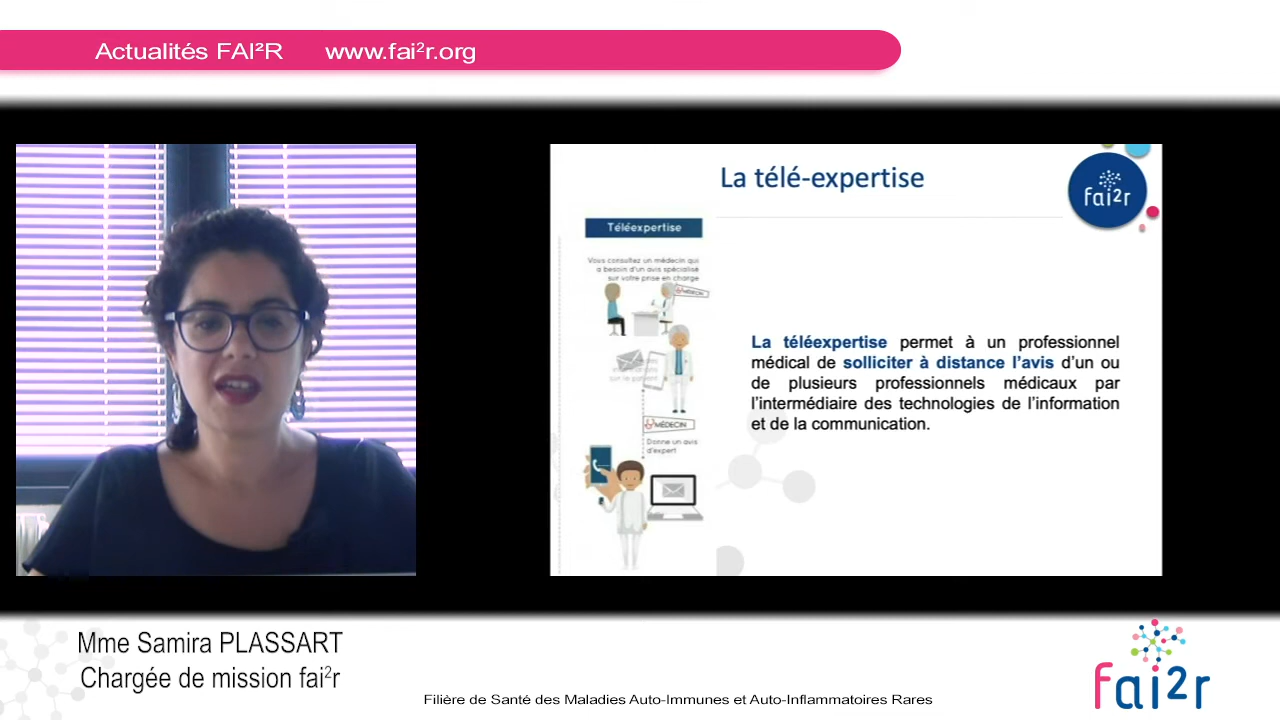 Actualités FAI²R www.fai²r.org
La télé-expertise
fai2r
Téléexpertise
Vous consultez un médecin qui
a besoin d'un avis spécialisé
sur votre prise en charge
MÉDECIN
La téléexpertise permet à un professionnel
médical de solliciter à distance l'avis d'un ou
de plusieurs professionnels médicaux par
l'intermédiaire des technologies de l'information
et de la communication.
sur le patient
MÉDECIN
Donne un avis
d'expert
Mme Samira PLASSART
Chargée de mission fai²r
Filière de Santé des Maladies Auto-Immunes et Auto-Inflammatoires Rares
fai2r